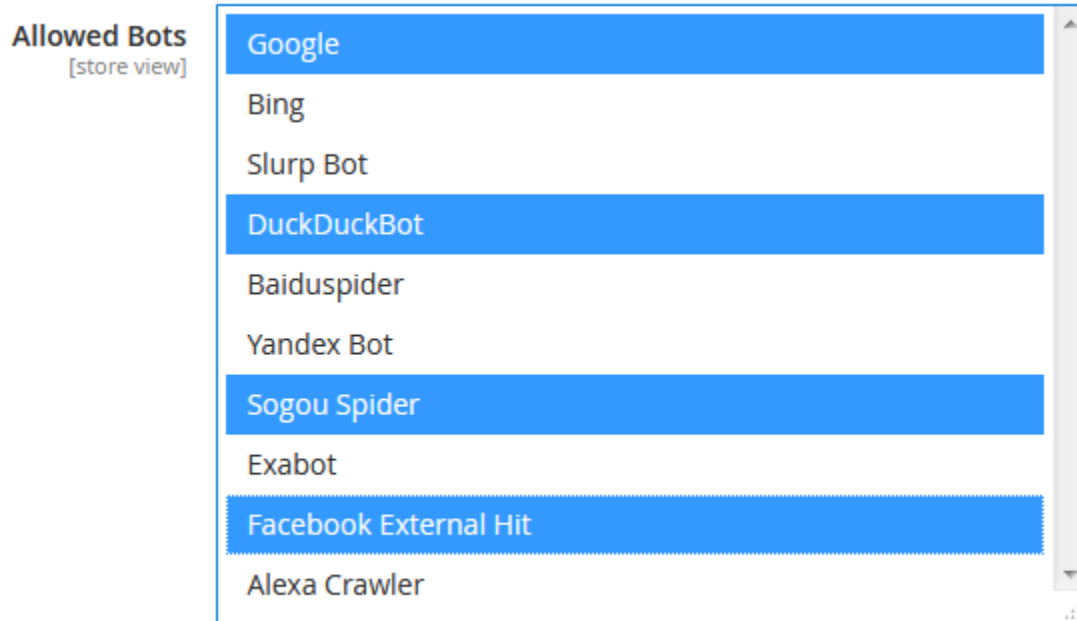 Allowed Bots
[store view]
Google
Bing
Slurp Bot
DuckDuckBot
Baiduspider
Yandex Bot
Sogou Spider
Exabot
Facebook External Hit
Alexa Crawler